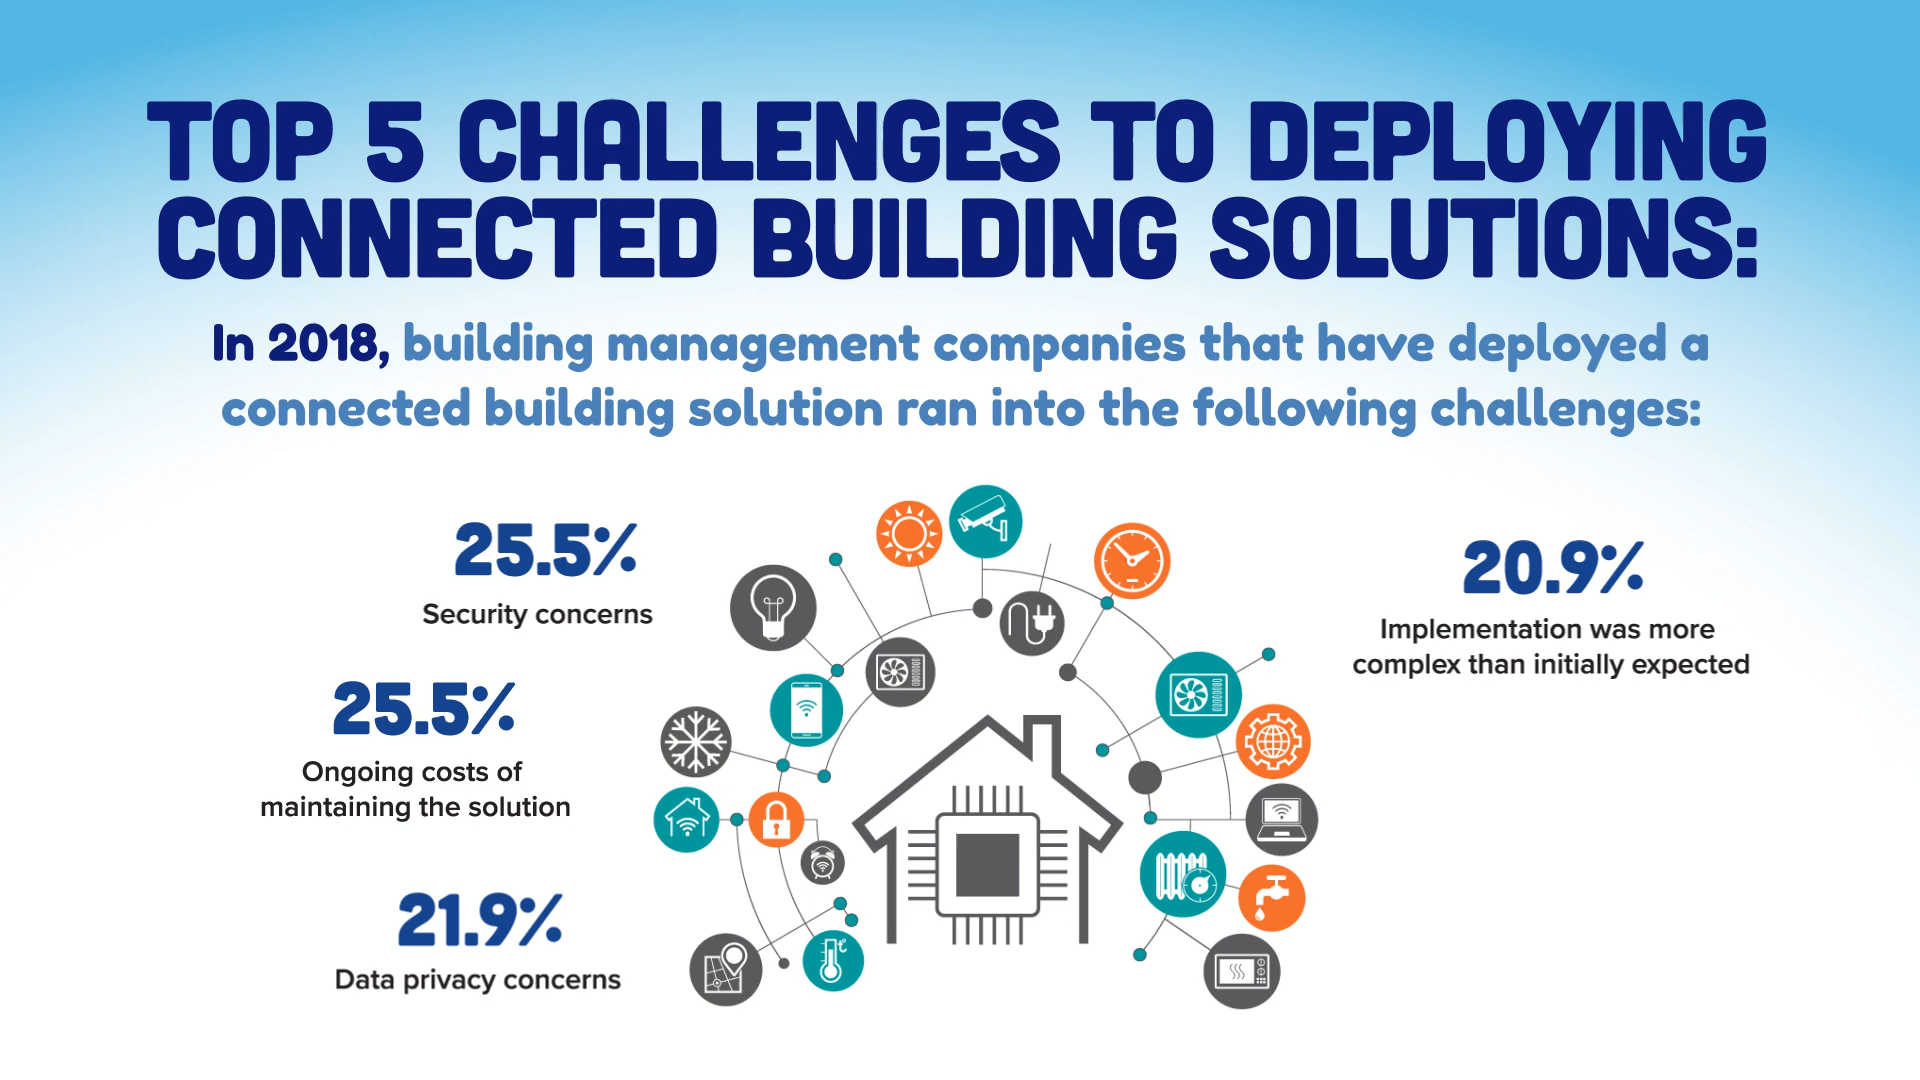 TOP 5 CHALLENGES TO DEPLOYING
CONNECTED BUILDING SOLUTIONS:
In 2018, building management companies that have deployed a
connected building solution ran into the following challenges:
25.5%
Security concerns
25.5%
Ongoing costs of
maintaining the solution
21.9%
Data privacy concerns
t°
20.9%
Implementation was more
complex than initially expected